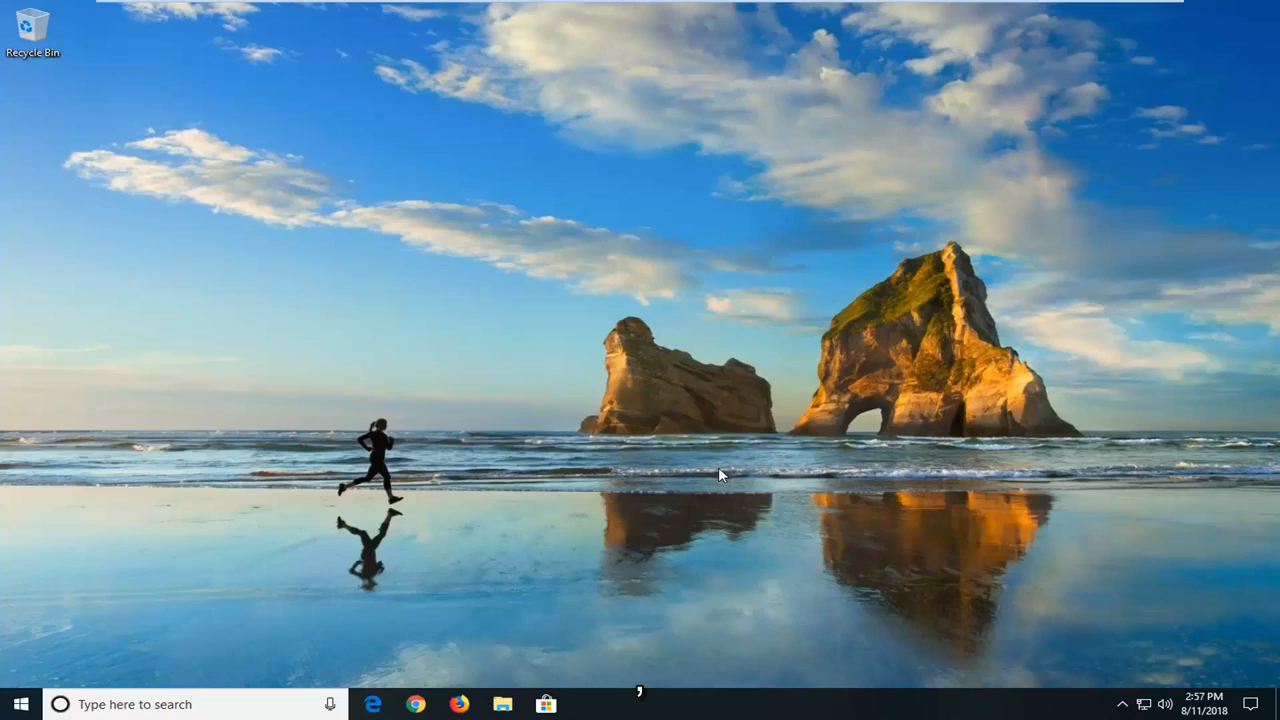 Recycle Bin
,
Type here to search
2:57 PM
8/11/2018